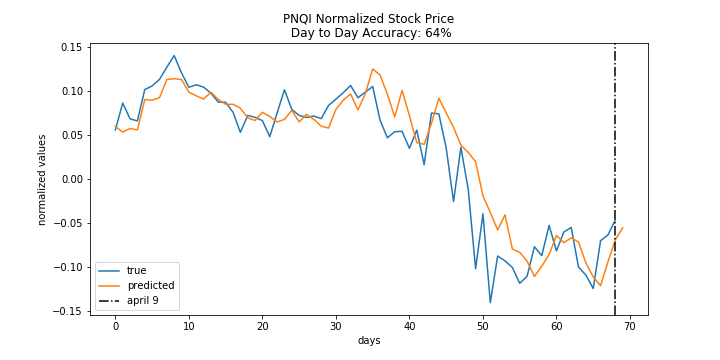 PNQI Normalized Stock Price
Day to Day Accuracy: 64%
0.15
0.10
0.05
0.00
−0.05
−0.10
−0.15
normalized values
true
predicted
april 9
0 10 20 30 40 50 60 70
days